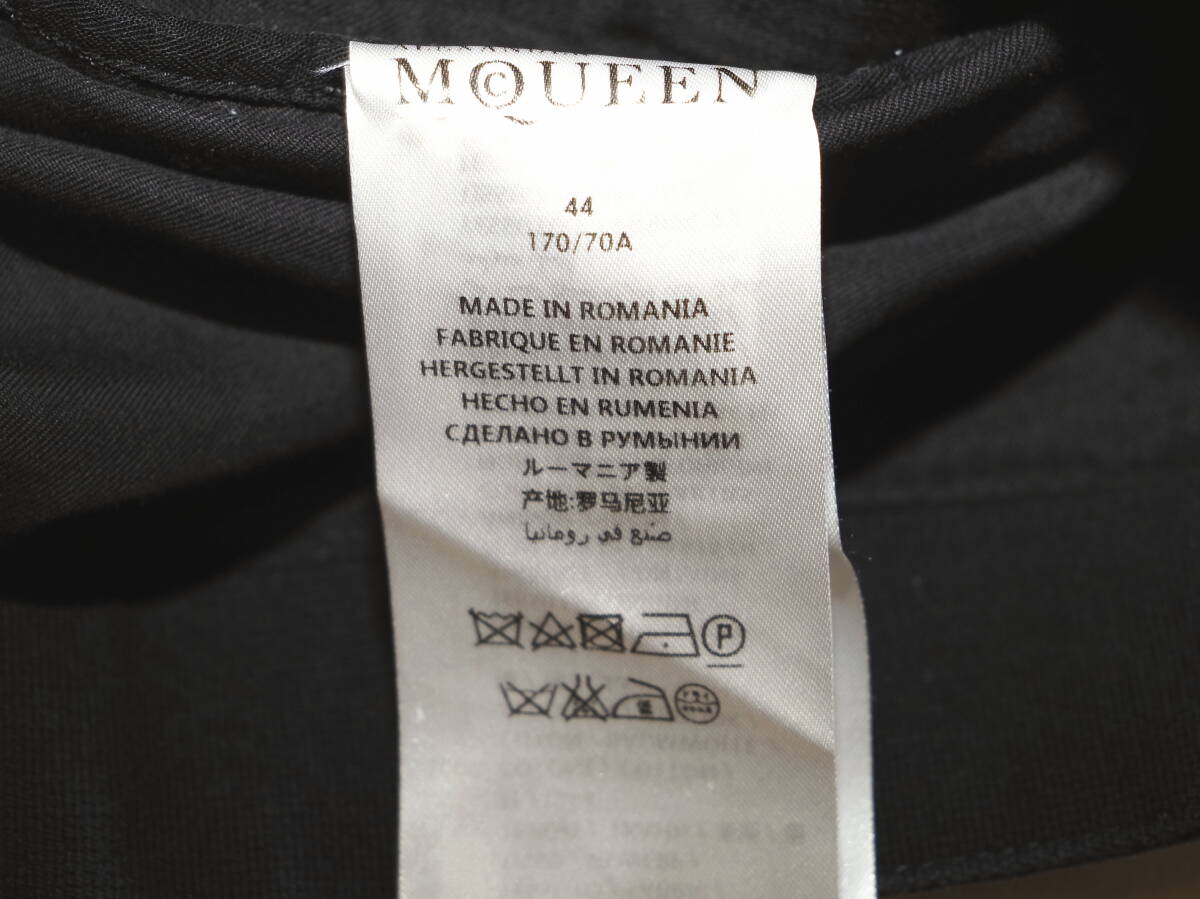 MCQUEEN
44
170/70A
MADE IN ROMANIA
FABRIQUE EN ROMANIE
HERGESTELLT IN ROMANIA
HECHO EN RUMENIA
СДЕЛАНО В РУМЫНИИ
ルーマニア製
产地:罗马尼亚
صنع في رومانيا
P